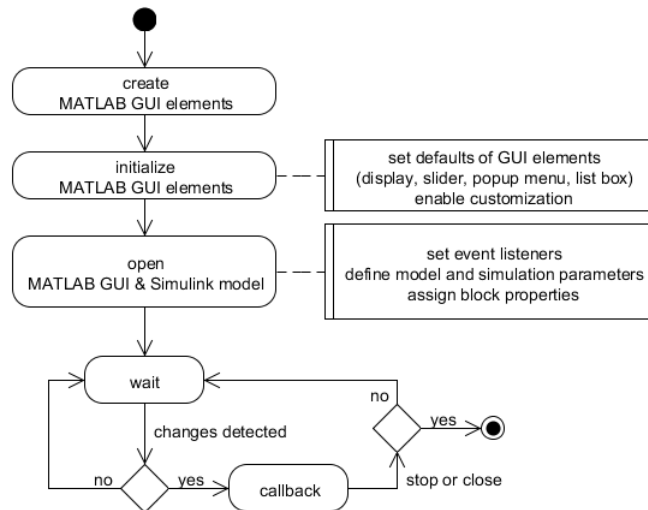 create
MATLAB GUI elements
initialize
MATLAB GUI elements
set defaults of GUI elements
(display, slider, popup menu, list box)
enable customization
open
MATLAB GUI & Simulink model
set event listeners
define model and simulation parameters
assign block properties
wait
no
yes
changes detected
no
yes
callback
stop or close